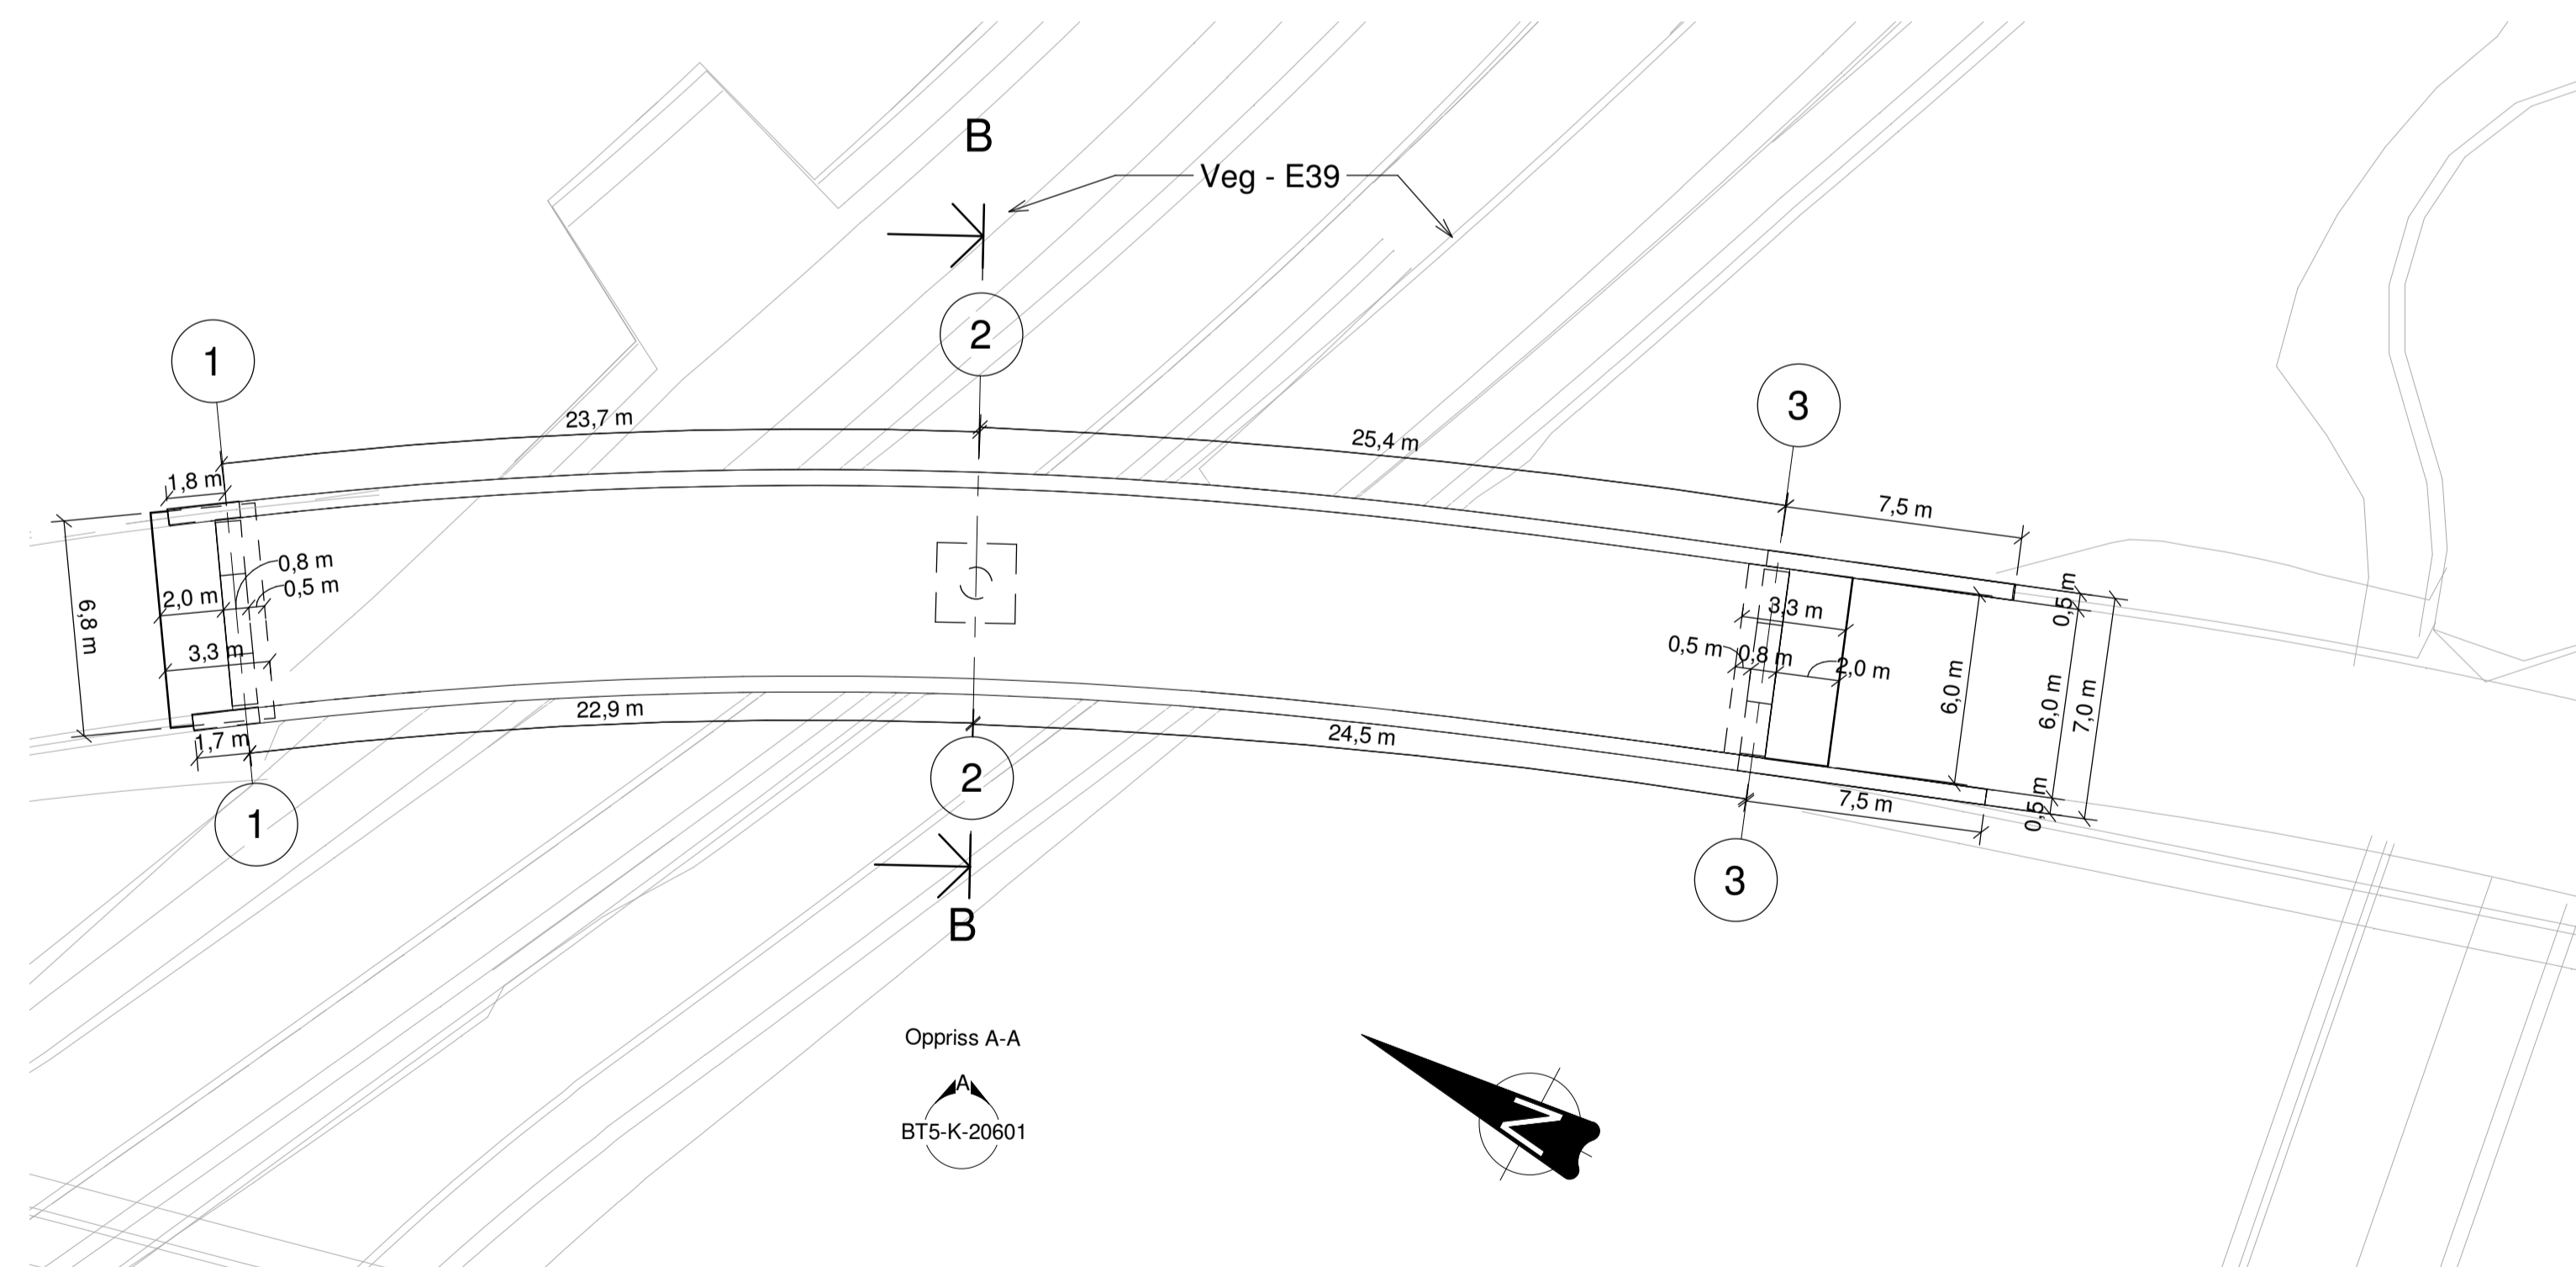 B
Veg - E39
2
1
3
23,7 m
25,4 m
1,8 m
7,5 m
0,8 m
0,5 m
2,0 m
6,8 m
3,3 m
3,3 m
0,5 m
0,8 m
2,0 m
0,5 m
6,0 m
6,0 m
7,0 m
0,5 m
22,9 m
24,5 m
1,7 m
7,5 m
2
1
3
B
Oppriss A-A
A
BT5-K-20601
N